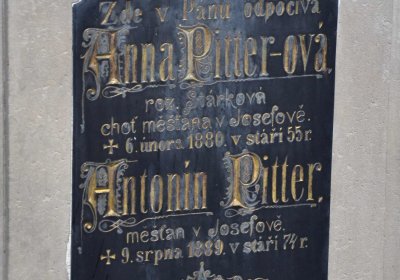 Zde v Pánu odpočívá
Anna Pitter-ová,
roz. Márková
choť měšťana v Josefově.
✝ 6. února 1880. v stáří 55 r.
Antonín Pitter,
měšťan v Josefově.
✝ 9. srpna 1889. v stáří 74 r.